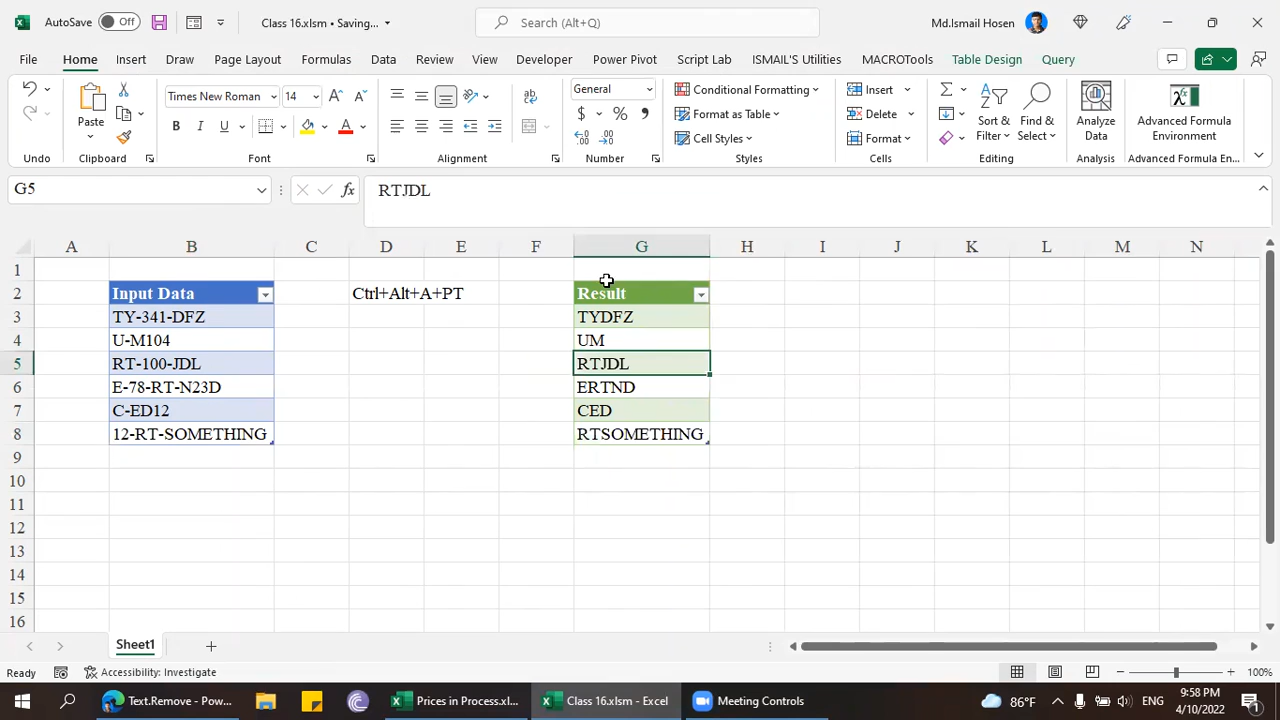 AutoSave Off Class 16.xlsm • Saving... Search (Alt+Q) Md.Ismail Hosen
File Home Insert Draw Page Layout Formulas Data Review View Developer Power Pivot Script Lab ISMAIL's Utilities MACROTools Table Design Query
Times New Roman 14 General Conditional Formatting Insert
Paste Format as Table Delete Sort & Filter Find & Select Analyze Data Advanced Formula Environment
Cell Styles Format
Undo Clipboard Font Alignment Number Styles Cells Editing Analysis Advanced Formula En...
G5 fx RTJDL
A B C D E F G H I J K L M N
1
2 Input Data Ctrl+Alt+A+PT Result
3 TY-341-DFZ TYDFZ
4 U-M104 UM
5 RT-100-JDL RTJDL
6 E-78-RT-N23D ERTND
7 C-ED12 CED
8 12-RT-SOMETHING RTSOMETHING
9
10
11
12
13
14
15
16
Sheet1
Ready Accessibility: Investigate 100%
Text.Remove - Pow... Prices in Process.xl... Class 16.xlsm - Excel Meeting Controls 86°F ENG 9:58 PM
4/10/2022